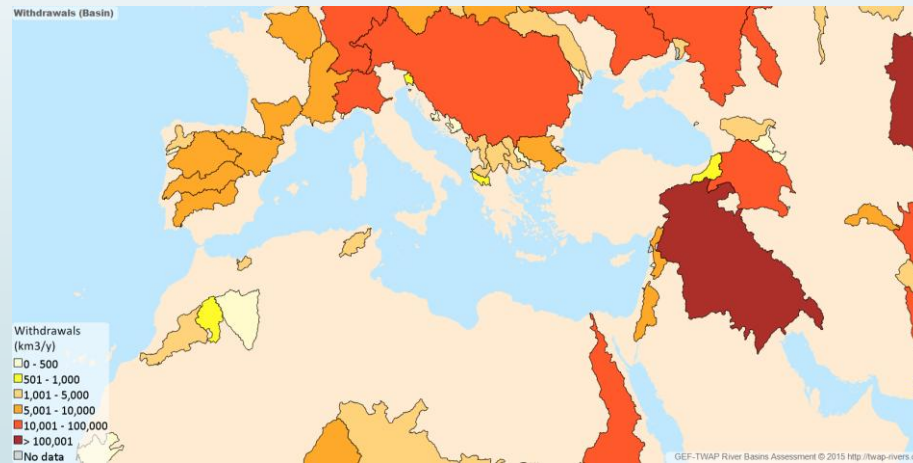 Withdrawals (Basin)
Withdrawals
(km3/y)
0 - 500
501 - 1,000
1,001 - 5,000
5,001 - 10,000
10,001 - 100,000
> 100,001
No data
GEF-TWAP River Basins Assessment © 2015 http://twap-rivers.